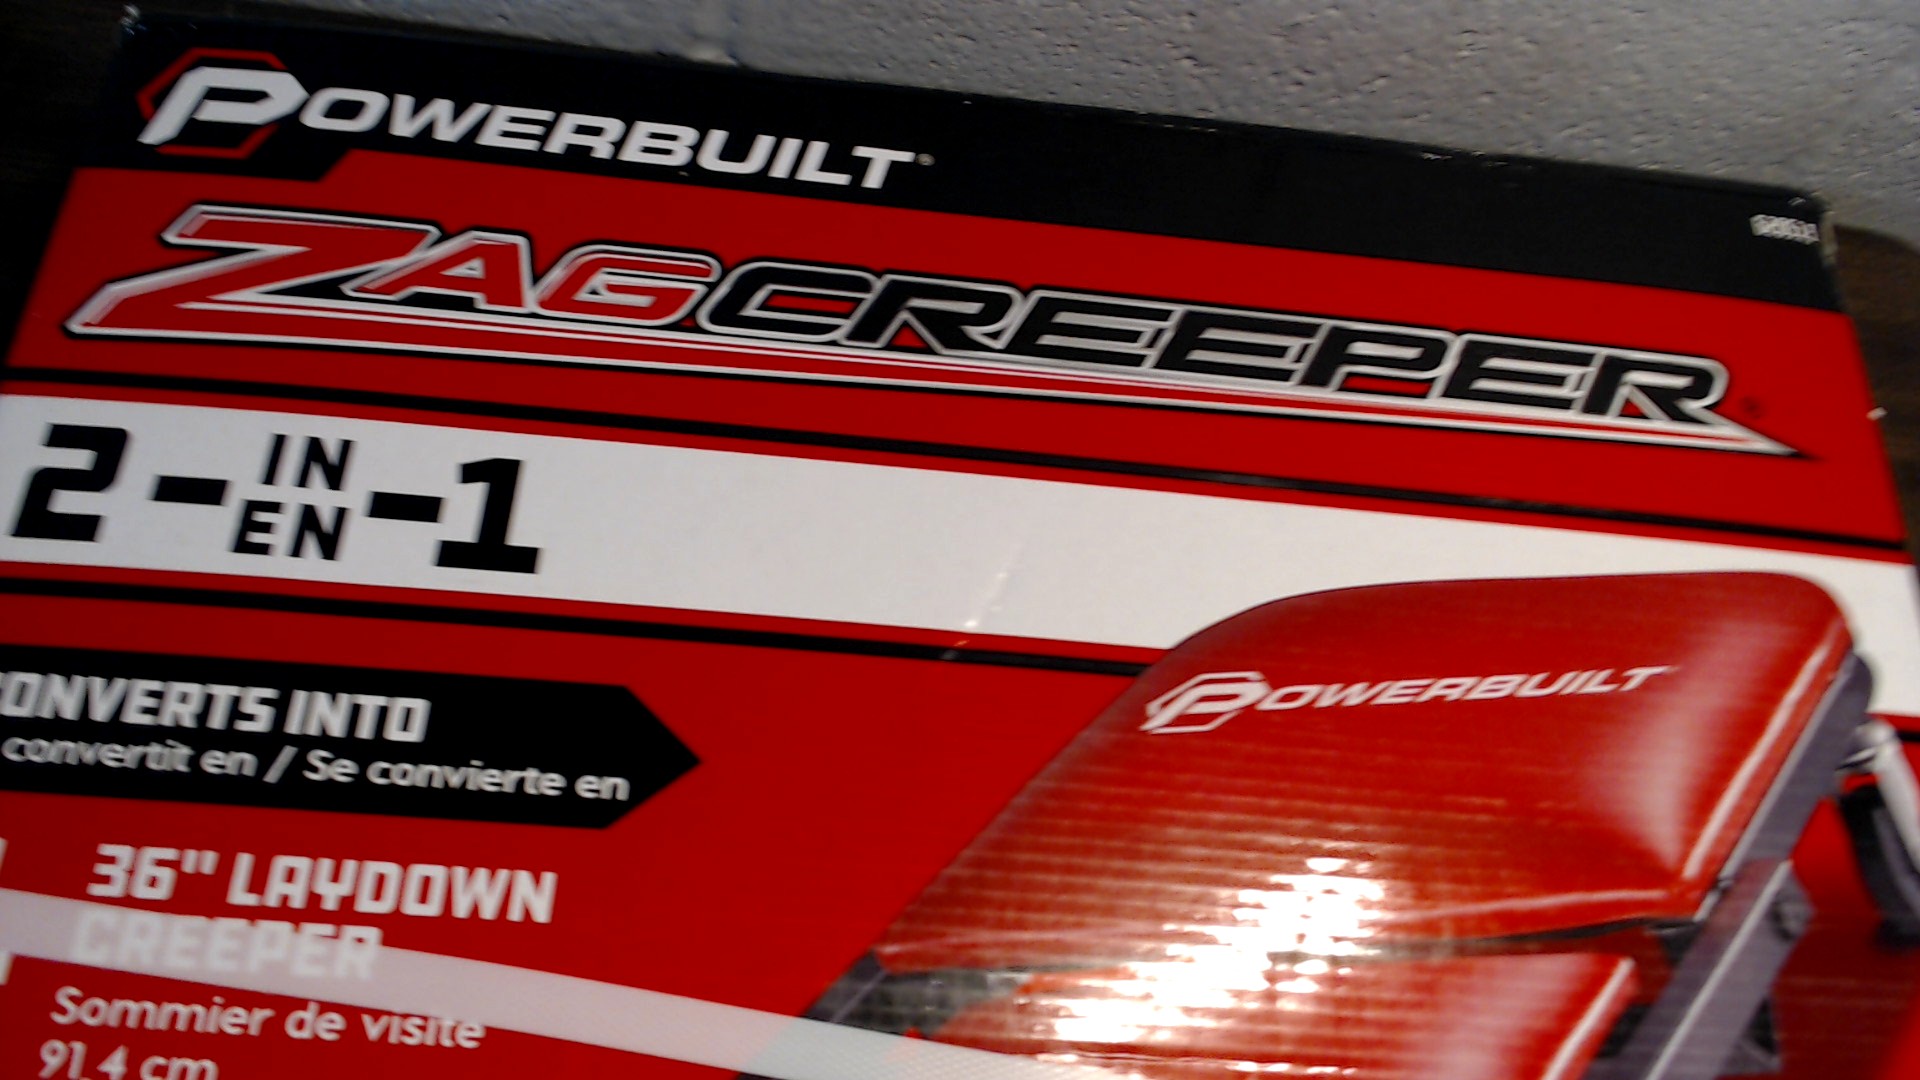 POWERBUILT®
ZAGCREEPER
2-IN-1
EN
ONVERTS INTO
convertit en / Se convierte en
36" LAYDOWN
CREEPER
Sommier de visite
91.4 cm
POWERBUILT